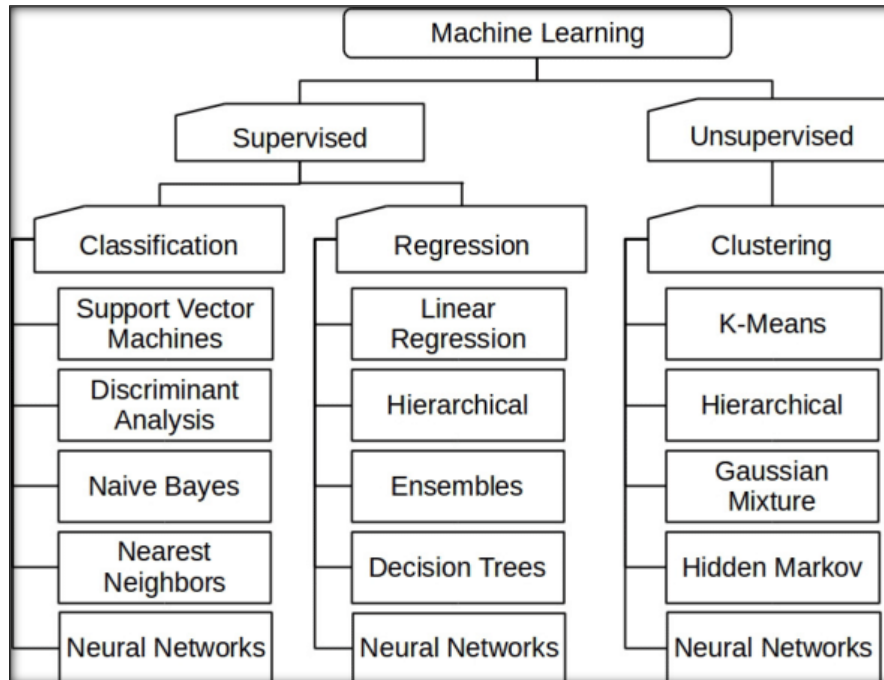 Machine Learning
Supervised
Unsupervised
Classification
Regression
Clustering
Support Vector
Machines
Linear
Regression
K-Means
Discriminant
Analysis
Hierarchical
Hierarchical
Naive Bayes
Ensembles
Gaussian
Mixture
Nearest
Neighbors
Decision Trees
Hidden Markov
Neural Networks
Neural Networks
Neural Networks